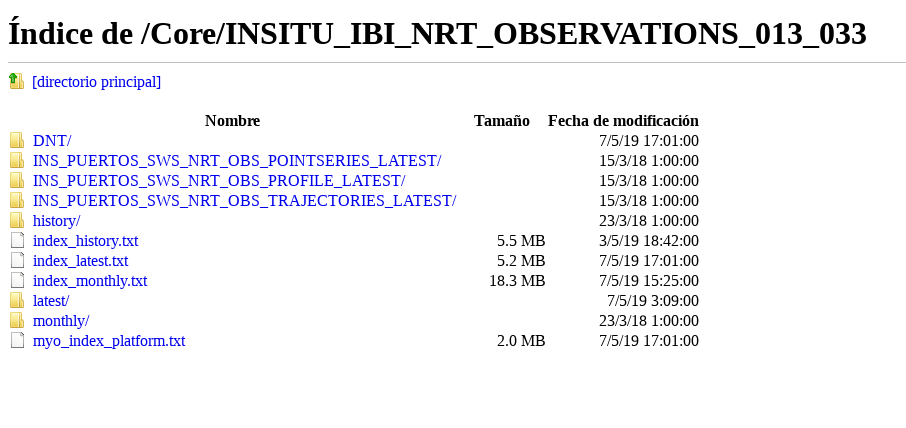 Índice de /Core/INSITU_IBI_NRT_OBSERVATIONS_013_033
[directorio principal]
Nombre Tamaño Fecha de modificación
DNT/ 7/5/19 17:01:00
INS_PUERTOS_SWS_NRT_OBS_POINTSERIES_LATEST/ 15/3/18 1:00:00
INS_PUERTOS_SWS_NRT_OBS_PROFILE_LATEST/ 15/3/18 1:00:00
INS_PUERTOS_SWS_NRT_OBS_TRAJECTORIES_LATEST/ 15/3/18 1:00:00
history/ 23/3/18 1:00:00
index_history.txt 5.5 MB 3/5/19 18:42:00
index_latest.txt 5.2 MB 7/5/19 17:01:00
index_monthly.txt 18.3 MB 7/5/19 15:25:00
latest/ 7/5/19 3:09:00
monthly/ 23/3/18 1:00:00
myo_index_platform.txt 2.0 MB 7/5/19 17:01:00